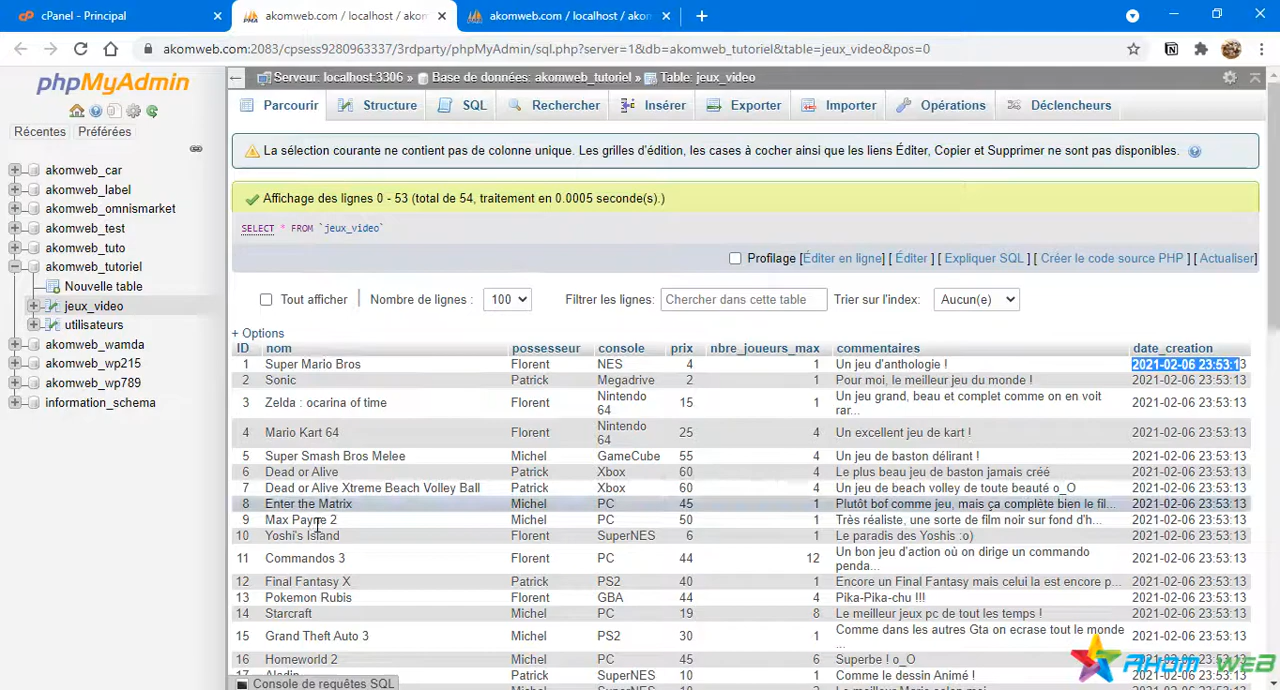 cPanel - Principal
akomweb.com / localhost / akom
akomweb.com / localhost / akom
akomweb.com:2083/cpsess9280963337/3rdparty/phpMyAdmin/sql.php?server=1&db=akomweb_tutoriel&table=jeux_video&pos=0
phpMyAdmin
Récentes Préférées
akomweb_car
akomweb_label
akomweb_omnismarket
akomweb_test
akomweb_tuto
akomweb_tutoriel
Nouvelle table
jeux_video
utilisateurs
akomweb_wamda
akomweb_wp215
akomweb_wp789
information_schema
Serveur: localhost:3306 » Base de données: akomweb_tutoriel » Table: jeux_video
Parcourir Structure SQL Rechercher Insérer Exporter Importer Opérations Déclencheurs
La sélection courante ne contient pas de colonne unique. Les grilles d'édition, les cases à cocher ainsi que les liens Éditer, Copier et Supprimer ne sont pas disponibles.
Affichage des lignes 0 - 53 (total de 54, traitement en 0.0005 seconde(s).)
SELECT * FROM `jeux_video`
Profilage [Éditer en ligne] [ Éditer ] [ Expliquer SQL ] [ Créer le code source PHP ] [ Actualiser]
Tout afficher Nombre de lignes : 100 Filtrer les lignes: Chercher dans cette table Trier sur l'index: Aucun(e)
+ Options
ID nom possesseur console prix nbre_joueurs_max commentaires date_creation
1 Super Mario Bros Florent NES 4 1 Un jeu d'anthologie ! 2021-02-06 23:53:13
2 Sonic Patrick Megadrive 2 1 Pour moi, le meilleur jeu du monde ! 2021-02-06 23:53:13
3 Zelda : ocarina of time Florent Nintendo 64 15 1 Un jeu grand, beau et complet comme on en voit rar... 2021-02-06 23:53:13
4 Mario Kart 64 Florent Nintendo 64 25 4 Un excellent jeu de kart ! 2021-02-06 23:53:13
5 Super Smash Bros Melee Michel GameCube 55 4 Un jeu de baston délirant ! 2021-02-06 23:53:13
6 Dead or Alive Patrick Xbox 60 4 Le plus beau jeu de baston jamais créé 2021-02-06 23:53:13
7 Dead or Alive Xtreme Beach Volley Ball Patrick Xbox 60 4 Un jeu de beach volley de toute beauté o_O 2021-02-06 23:53:13
8 Enter the Matrix Michel PC 45 1 Plutôt bof comme jeu, mais ça complète bien le fil... 2021-02-06 23:53:13
9 Max Payne 2 Michel PC 50 1 Très réaliste, une sorte de film noir sur fond d'h... 2021-02-06 23:53:13
10 Yoshi's Island Florent SuperNES 6 1 Le paradis des Yoshis :o) 2021-02-06 23:53:13
11 Commandos 3 Florent PC 44 12 Un bon jeu d'action où on dirige un commando penda... 2021-02-06 23:53:13
12 Final Fantasy X Patrick PS2 40 1 Encore un Final Fantasy mais celui la est encore p... 2021-02-06 23:53:13
13 Pokemon Rubis Florent GBA 44 4 Pika-Pika-chu !!! 2021-02-06 23:53:13
14 Starcraft Michel PC 19 8 Le meilleur jeux pc de tout les temps ! 2021-02-06 23:53:13
15 Grand Theft Auto 3 Michel PS2 30 1 Comme dans les autres Gta on ecrase tout le monde ... 2021-02-06 23:53:13
16 Homeworld 2 Michel PC 45 6 Superbe ! o_O 2021-02-06 23:53:13
17 Aladin Patrick SuperNES 10 1 Comme le dessin Animé ! 2021-02-06 23:53:13
Console de requêtes SQL
Akom WEB